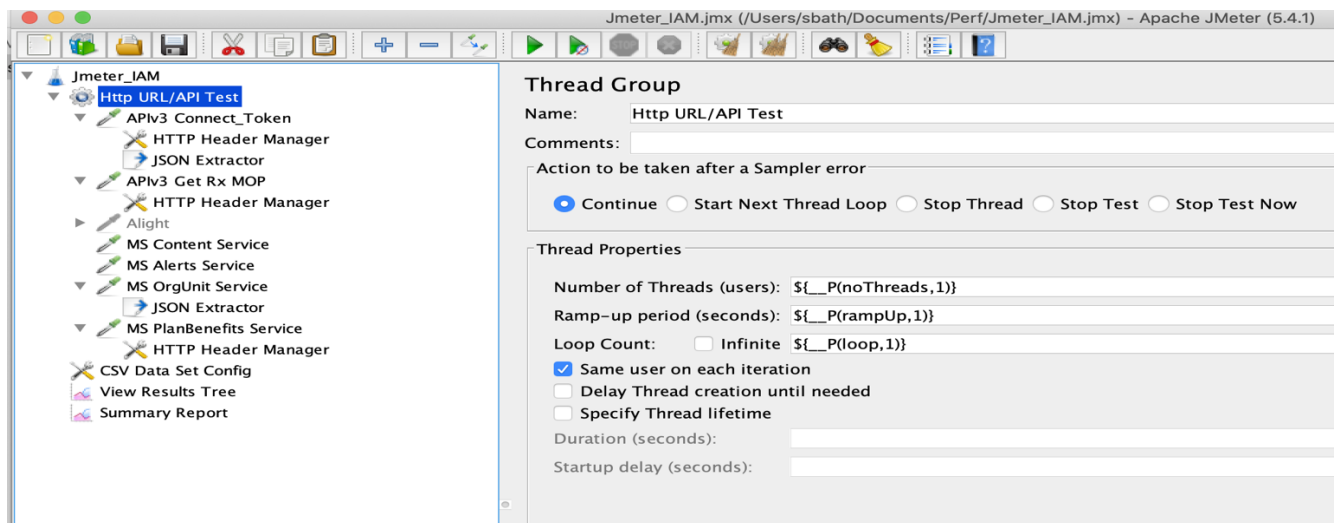 Jmeter_IAM.jmx (/Users/sbath/Documents/Perf/Jmeter_IAM.jmx) - Apache JMeter (5.4.1)
STOP
Jmeter_IAM
Http URL/API Test
APIv3 Connect_Token
HTTP Header Manager
JSON Extractor
APIv3 Get Rx MOP
HTTP Header Manager
Alight
MS Content Service
MS Alerts Service
MS OrgUnit Service
JSON Extractor
MS PlanBenefits Service
HTTP Header Manager
CSV Data Set Config
View Results Tree
Summary Report
Thread Group
Name: Http URL/API Test
Comments:
Action to be taken after a Sampler error
Continue Start Next Thread Loop Stop Thread Stop Test Stop Test Now
Thread Properties
Number of Threads (users): ${__P(noThreads,1)}
Ramp-up period (seconds): ${__P(rampUp,1)}
Loop Count: Infinite ${__P(loop,1)}
Same user on each iteration
Delay Thread creation until needed
Specify Thread lifetime
Duration (seconds):
Startup delay (seconds):